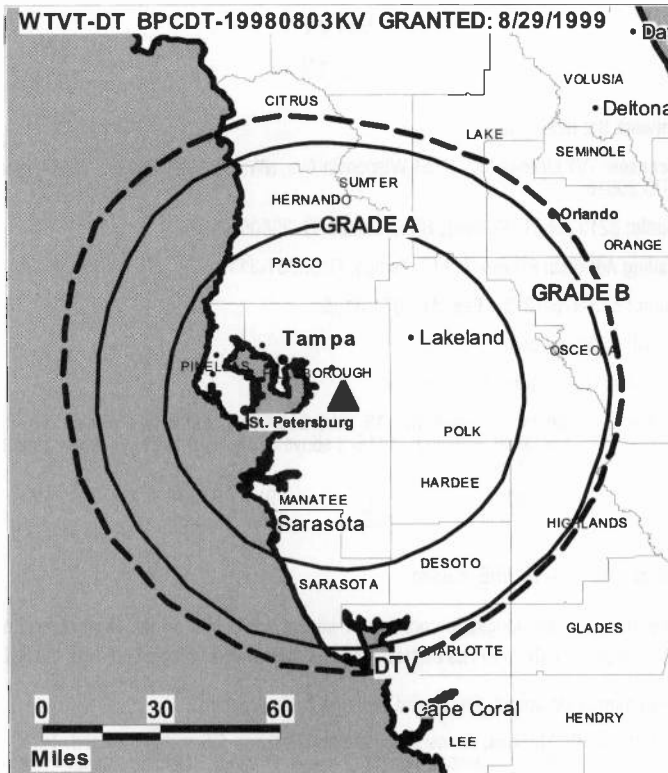 WTVT-DT BPCDT-19980803KV GRANTED: 8/29/1999
Da
VOLUSIA
CITRUS
Deltona
LAKE
SEMINOLE
SUMTER
HERNANDO
Orlando
GRADE A
ORANGE
PASCO
GRADE B
Tampa
Lakeland
OSCEOLA
PINELLAS
BOROUGH
St. Petersburg
POLK
HARDEE
MANATEE
HIGHLANDS
Sarasota
DESOTO
SARASOTA
GLADES
CHARLOTTE
DTV
0 30 60
Cape Coral
HENDRY
LEE
Miles